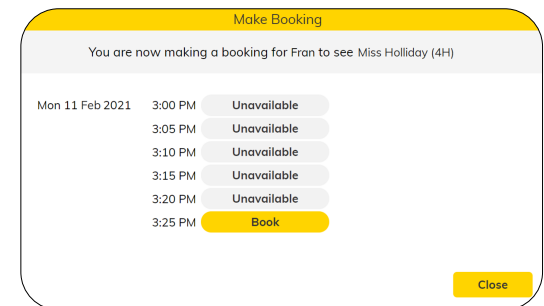 Make Booking
You are now making a booking for Fran to see Miss Holliday (4H)
Mon 11 Feb 2021 3:00 PM Unavailable
3:05 PM Unavailable
3:10 PM Unavailable
3:15 PM Unavailable
3:20 PM Unavailable
3:25 PM Book
Close